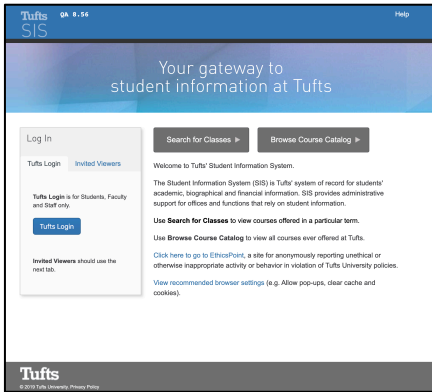 Tufts QA 8.56 Help
SIS
Your gateway to
student information at Tufts
Log In
Tufts Login Invited Viewers
Tufts Login is for Students, Faculty
and Staff only.
Tufts Login
Invited Viewers should use the
next tab.
Search for Classes Browse Course Catalog
Welcome to Tufts' Student Information System.
The Student Information System (SIS) is Tufts' system of record for students'
academic, biographical and financial information. SIS provides administrative
support for offices and functions that rely on student information.
Use Search for Classes to view courses offered in a particular term.
Use Browse Course Catalog to view all courses ever offered at Tufts.
Click here to go to EthicsPoint, a site for anonymously reporting unethical or
otherwise inappropriate activity or behavior in violation of Tufts University policies.
View recommended browser settings (e.g. Allow pop-ups, clear cache and
cookies).
Tufts
© 2019 Tufts University. Privacy Policy